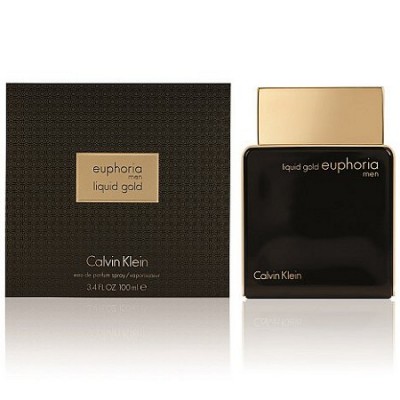 euphoria
men
liquid gold
Calvin Klein
eau de parfum spray/vaporisateur
3.4 FL.OZ. 100ml ℮
liquid gold euphoria
men
Calvin Klein